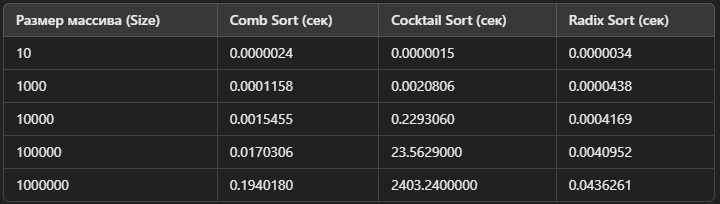 Размер массива (Size) Comb Sort (сек) Cocktail Sort (сек) Radix Sort (сек)
10 0.0000024 0.0000015 0.0000034
1000 0.0001158 0.0020806 0.0000438
10000 0.0015455 0.2293060 0.0004169
100000 0.0170306 23.5629000 0.0040952
1000000 0.1940180 2403.2400000 0.0436261